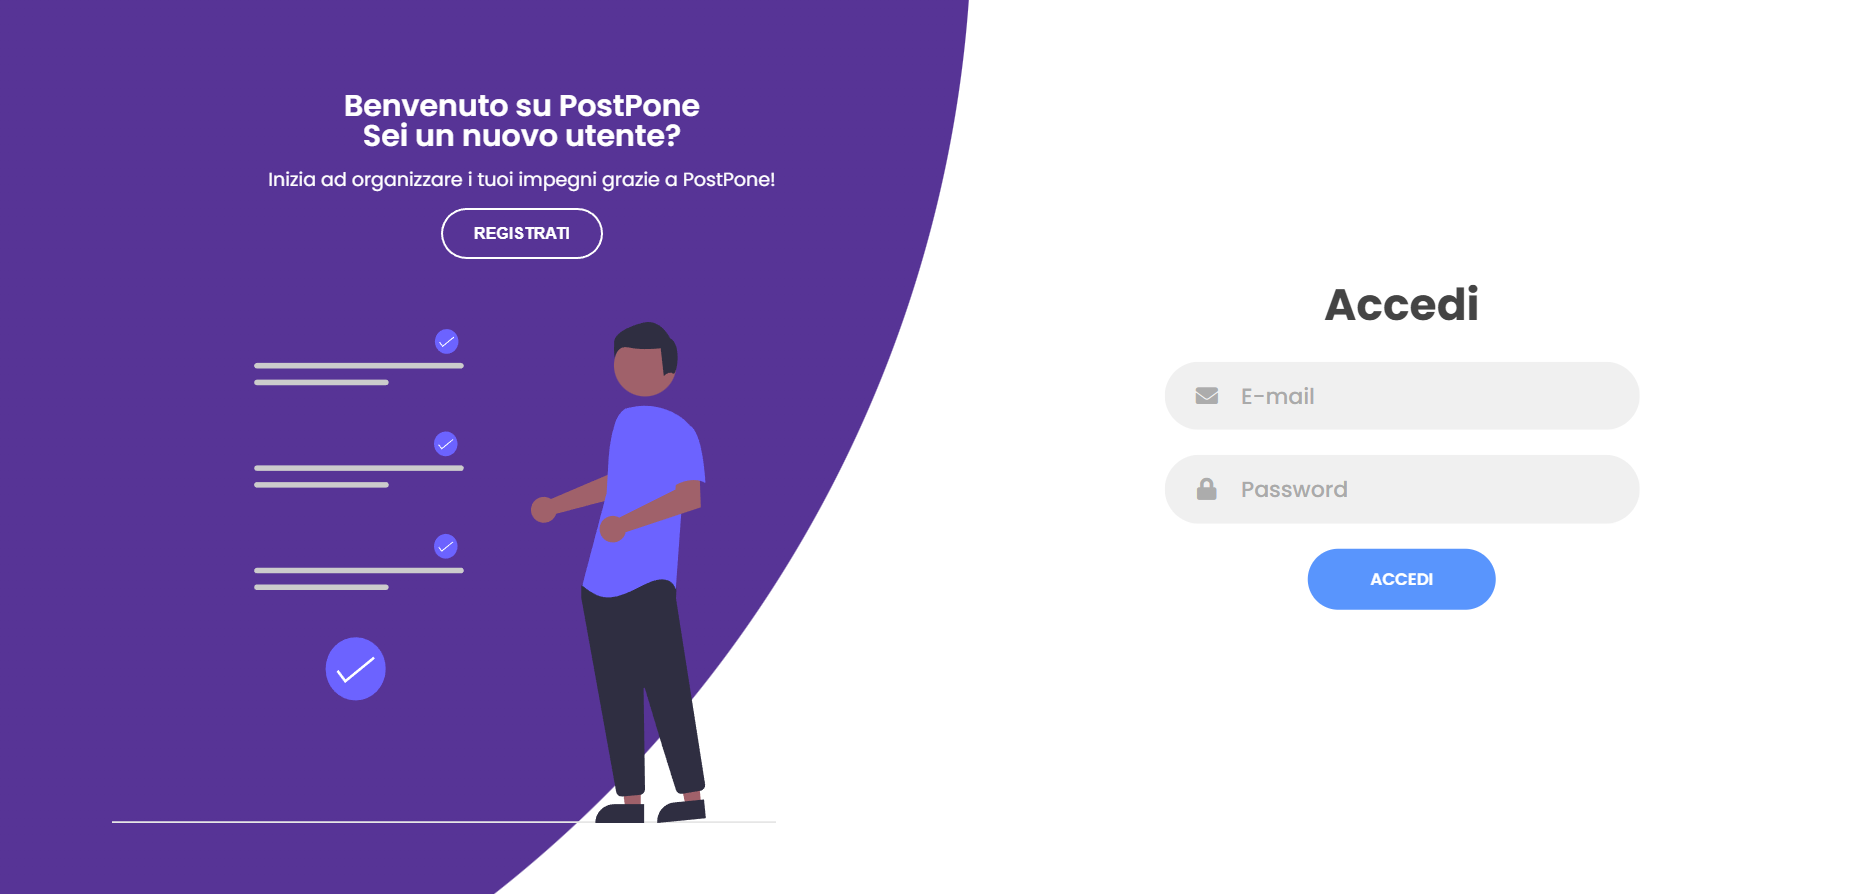 Benvenuto su PostPone
Sei un nuovo utente?
Inizia ad organizzare i tuoi impegni grazie a PostPone!
REGISTRATI
Accedi
E-mail
Password
ACCEDI